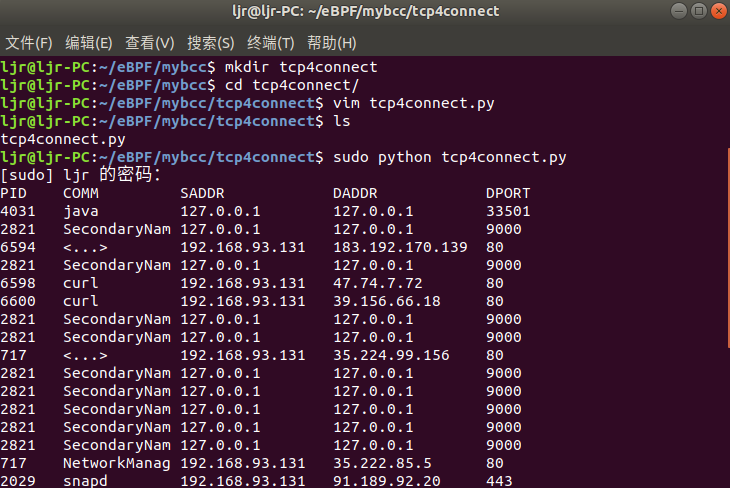 ljr@ljr-PC: ~/eBPF/mybcc/tcp4connect
文件(F) 编辑(E) 查看(V) 搜索(S) 终端(T) 帮助(H)
ljr@ljr-PC:~/eBPF/mybcc$ mkdir tcp4connect
ljr@ljr-PC:~/eBPF/mybcc$ cd tcp4connect/
ljr@ljr-PC:~/eBPF/mybcc/tcp4connect$ vim tcp4connect.py
ljr@ljr-PC:~/eBPF/mybcc/tcp4connect$ ls
tcp4connect.py
ljr@ljr-PC:~/eBPF/mybcc/tcp4connect$ sudo python tcp4connect.py
[sudo] ljr 的密码：
PID    COMM         SADDR            DADDR            DPORT
4031   java         127.0.0.1        127.0.0.1        33501
2821   SecondaryNam 127.0.0.1        127.0.0.1        9000
6594   <...>        192.168.93.131   183.192.170.139  80
2821   SecondaryNam 127.0.0.1        127.0.0.1        9000
6598   curl         192.168.93.131   47.74.7.72       80
6600   curl         192.168.93.131   39.156.66.18     80
2821   SecondaryNam 127.0.0.1        127.0.0.1        9000
2821   SecondaryNam 127.0.0.1        127.0.0.1        9000
717    <...>        192.168.93.131   35.224.99.156    80
2821   SecondaryNam 127.0.0.1        127.0.0.1        9000
2821   SecondaryNam 127.0.0.1        127.0.0.1        9000
2821   SecondaryNam 127.0.0.1        127.0.0.1        9000
2821   SecondaryNam 127.0.0.1        127.0.0.1        9000
2821   SecondaryNam 127.0.0.1        127.0.0.1        9000
717    NetworkManag 192.168.93.131   35.222.85.5      80
2029   snapd        192.168.93.131   91.189.92.20     443